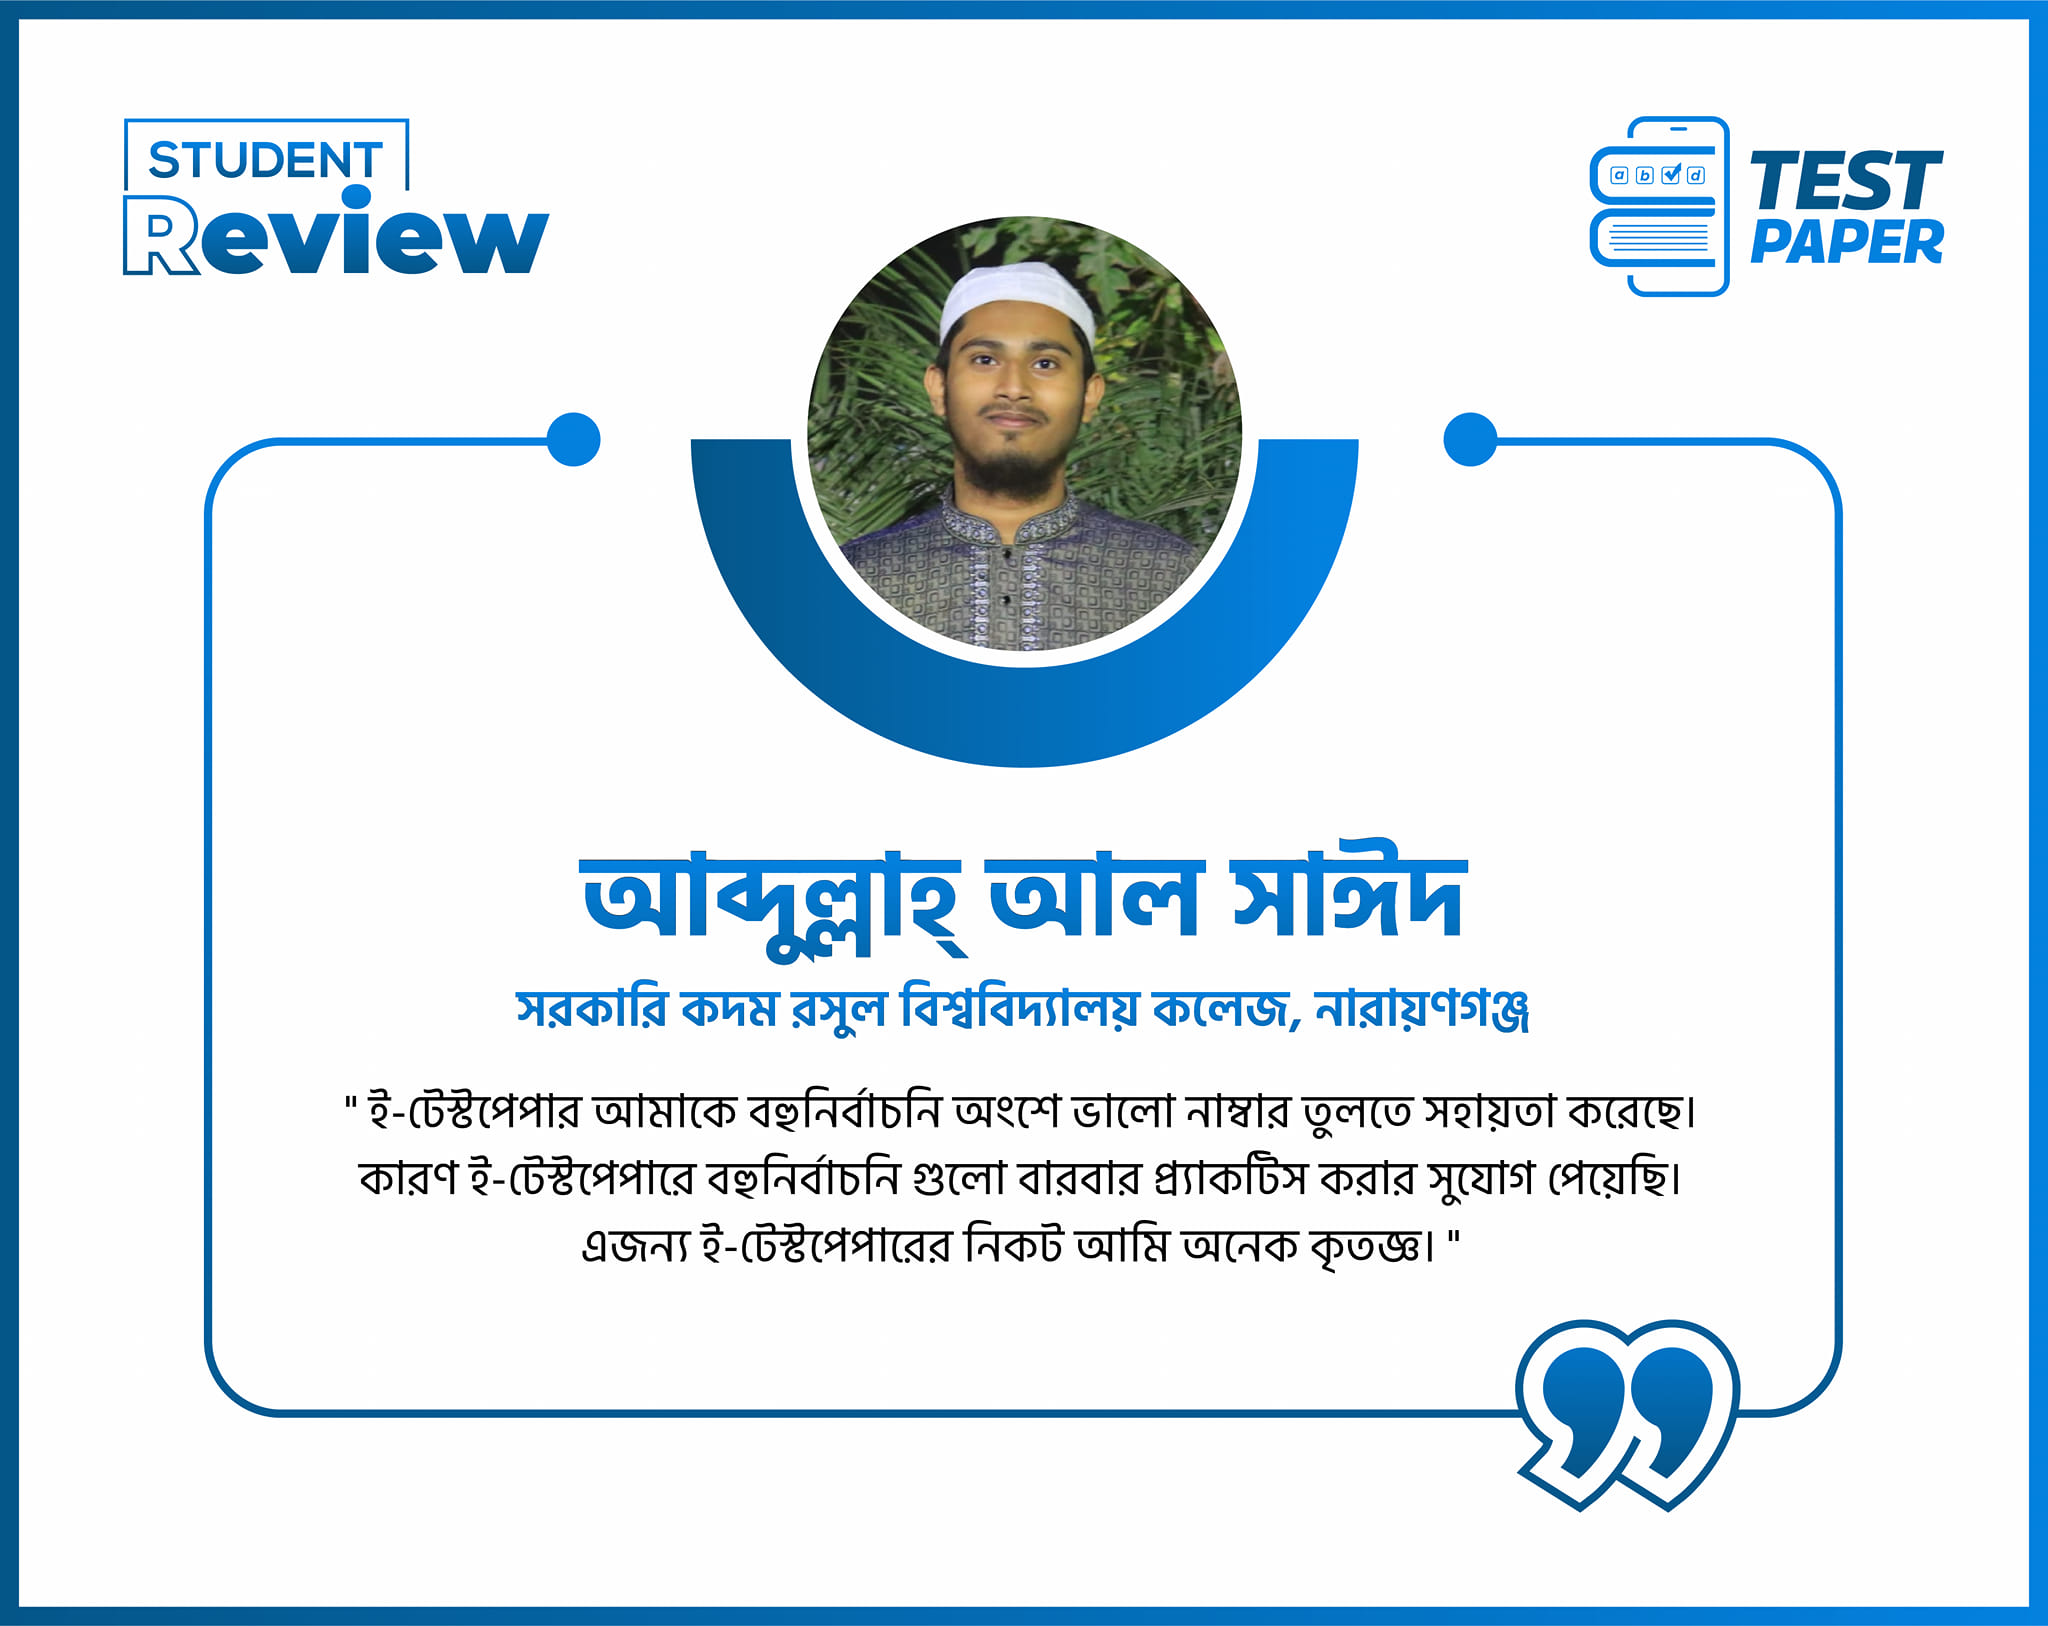 STUDENT
Review
a b d
TEST
PAPER
আব্দুল্লাহ্ আল সাঈদ
সরকারি কদম রসুল বিশ্ববিদ্যালয় কলেজ, নারায়ণগঞ্জ
" ই-টেস্টপেপার আমাকে বহুনির্বাচনি অংশে ভালো নাম্বার তুলতে সহায়তা করেছে।
কারণ ই-টেস্টপেপারে বহুনির্বাচনি গুলো বারবার প্র্যাকটিস করার সুযোগ পেয়েছি।
এজন্য ই-টেস্টপেপারের নিকট আমি অনেক কৃতজ্ঞ। "